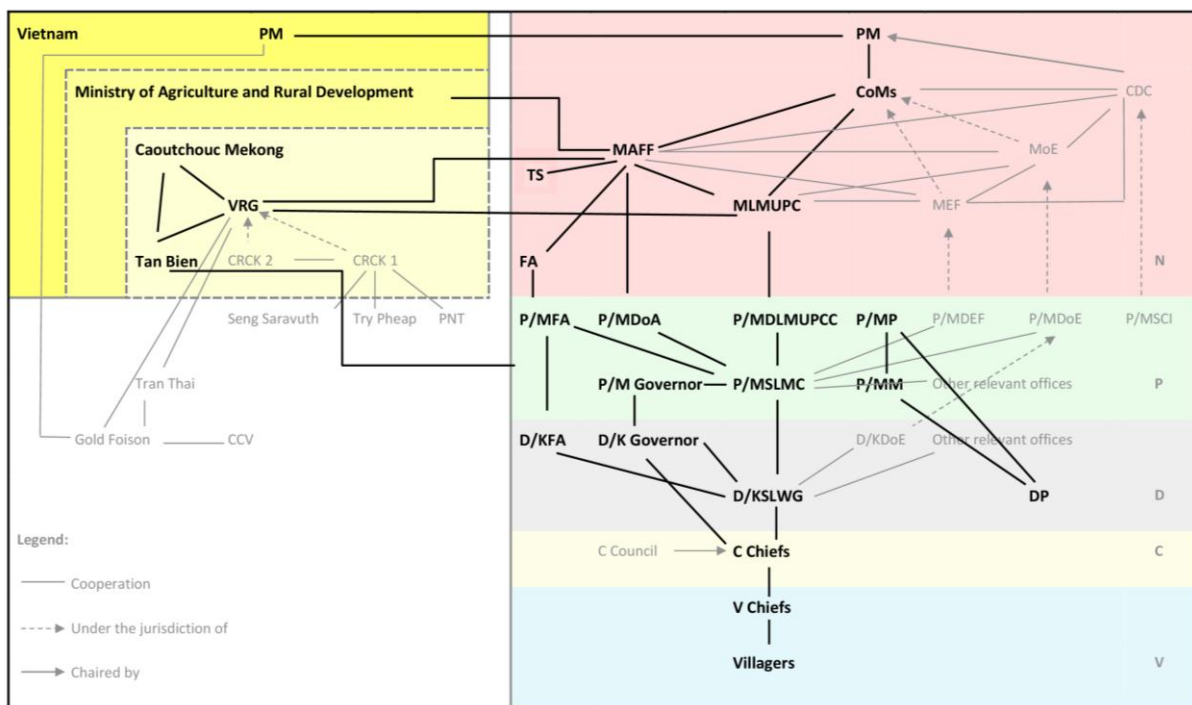 Vietnam PM PM
Ministry of Agriculture and Rural Development CoMs CDC
Caoutchouc Mekong MAFF MoE
TS
VRG MLMUPC MEF
Tan Bien CRCK 2 CRCK 1 FA N
Seng Saravuth Try Pheap PNT P/MFA P/MDoA P/MDLMUPCC P/MP P/MDEF P/MDoE P/MSCI
Tran Thai P/M Governor P/MSLMC P/MM Other relevant offices P
Gold Foison CCV D/KFA D/K Governor D/KDoE Other relevant offices
D/KSLWG DP D
Legend:
C Council C Chiefs C
Cooperation
V Chiefs
Under the jurisdiction of
Villagers V
Chaired by